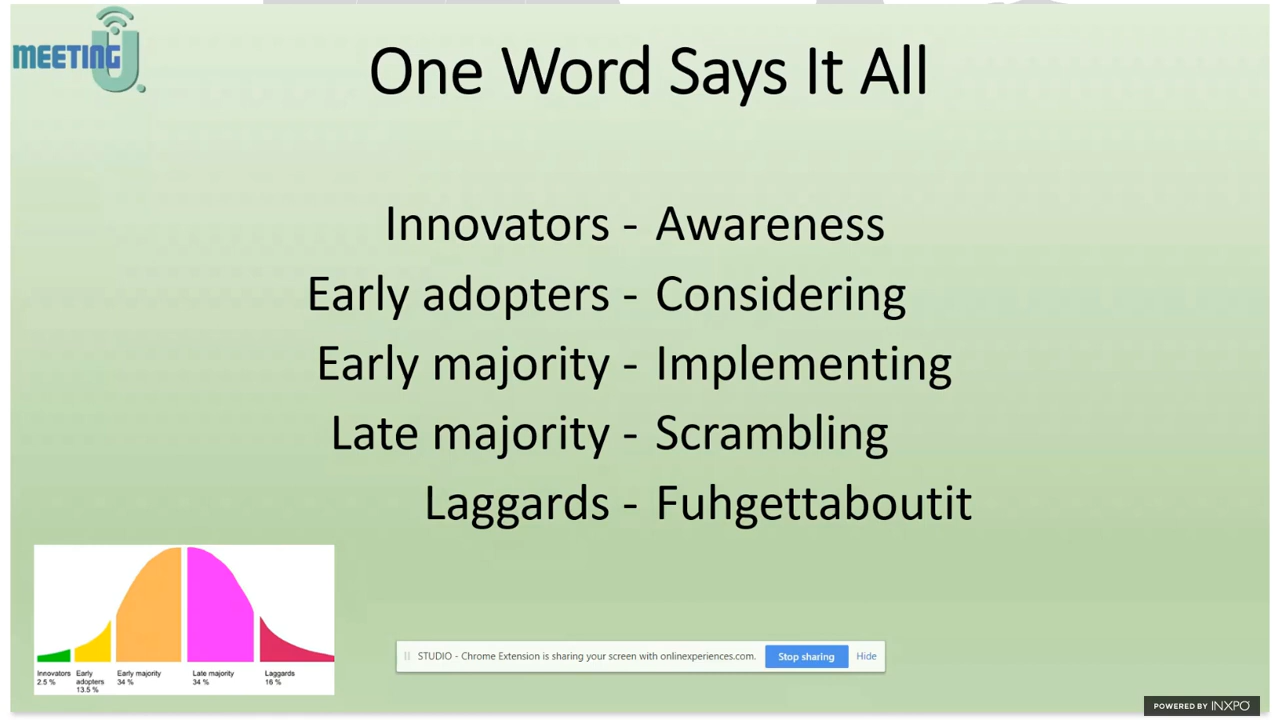 MEETING U
One Word Says It All
Innovators - Awareness
Early adopters - Considering
Early majority - Implementing
Late majority - Scrambling
Laggards - Fuhgettaboutit
Innovators
2.5 %
Early
adopters
13.5 %
Early majority
34 %
Late majority
34 %
Laggards
16 %
STUDIO - Chrome Extension is sharing your screen with onlinexperiences.com. Stop sharing Hide
POWERED BY INXPO